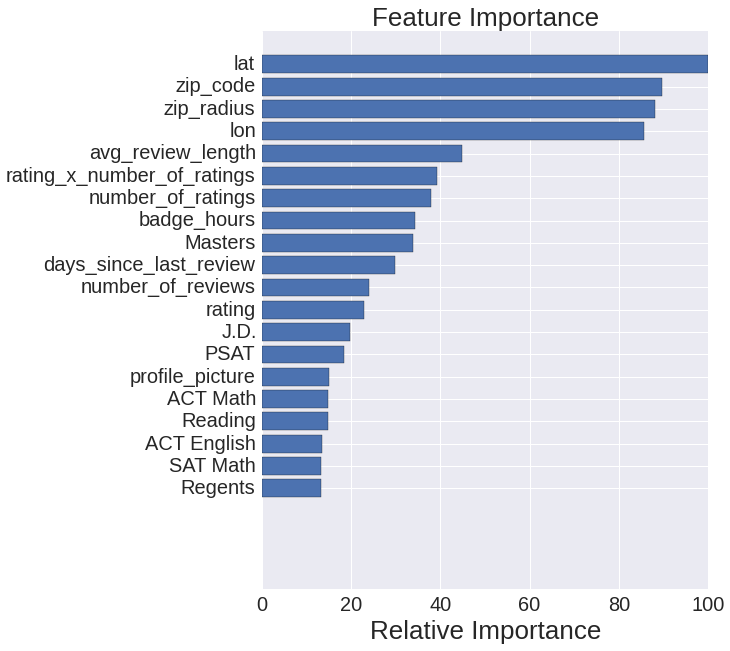 Feature Importance
lat
zip_code
zip_radius
lon
avg_review_length
rating_x_number_of_ratings
number_of_ratings
badge_hours
Masters
days_since_last_review
number_of_reviews
rating
J.D.
PSAT
profile_picture
ACT Math
Reading
ACT English
SAT Math
Regents
0 20 40 60 80 100
Relative Importance